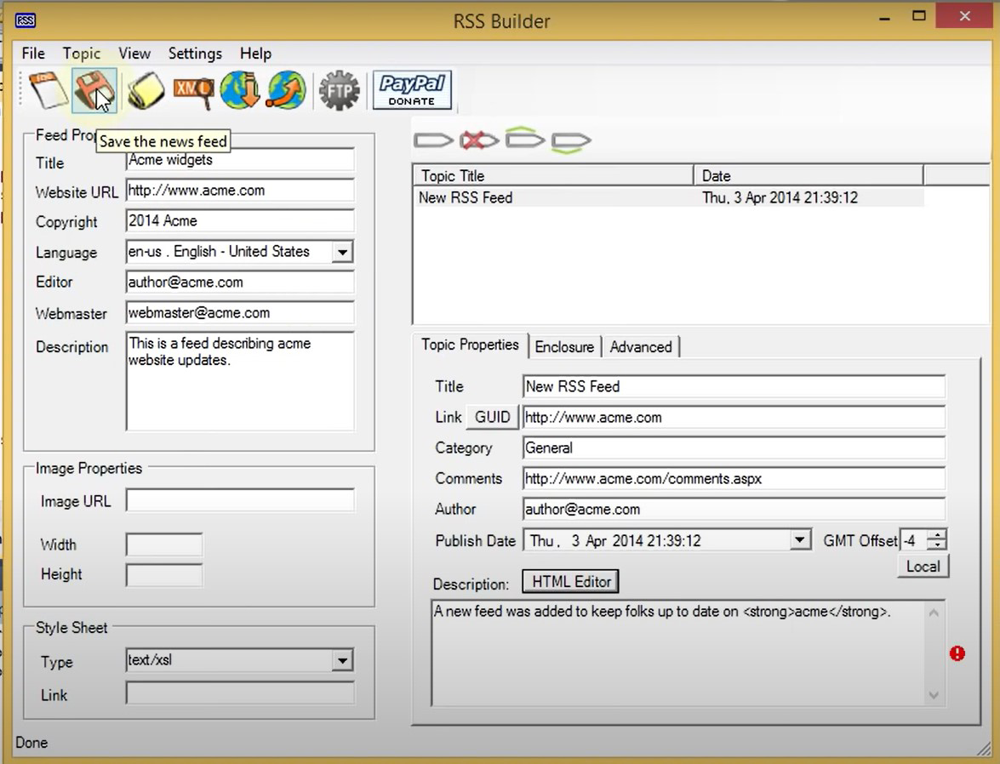 RSS
RSS Builder
File Topic View Settings Help
XML
FTP
PayPal
DONATE
Save the news feed
Feed Prop
Title
Acme widgets
Website URL
http://www.acme.com
Copyright
2014 Acme
Language
en-us . English - United States
Editor
author@acme.com
Webmaster
webmaster@acme.com
Description
This is a feed describing acme
website updates.
Image Properties
Image URL
Width
Height
Style Sheet
Type
text/xsl
Link
Topic Title Date
New RSS Feed Thu, 3 Apr 2014 21:39:12
Topic Properties Enclosure Advanced
Title
New RSS Feed
Link GUID
http://www.acme.com
Category
General
Comments
http://www.acme.com/comments.aspx
Author
author@acme.com
Publish Date
Thu, 3 Apr 2014 21:39:12
GMT Offset -4
Local
Description: HTML Editor
A new feed was added to keep folks up to date on <strong>acme</strong>.
Done